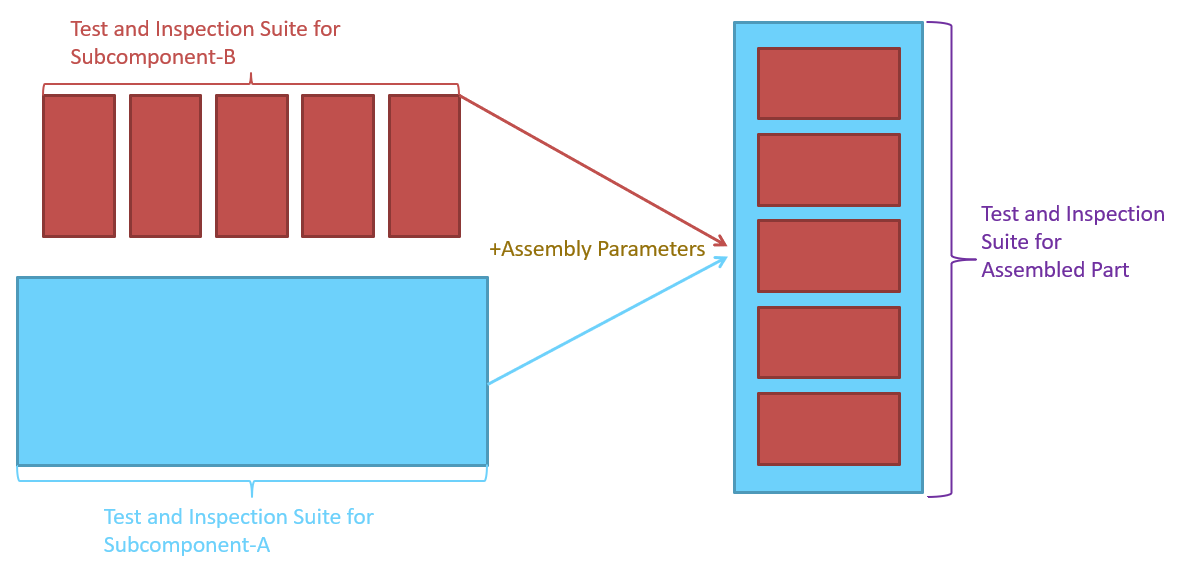 Test and Inspection Suite for
Subcomponent-B
+Assembly Parameters
Test and Inspection
Suite for
Assembled Part
Test and Inspection Suite for
Subcomponent-A